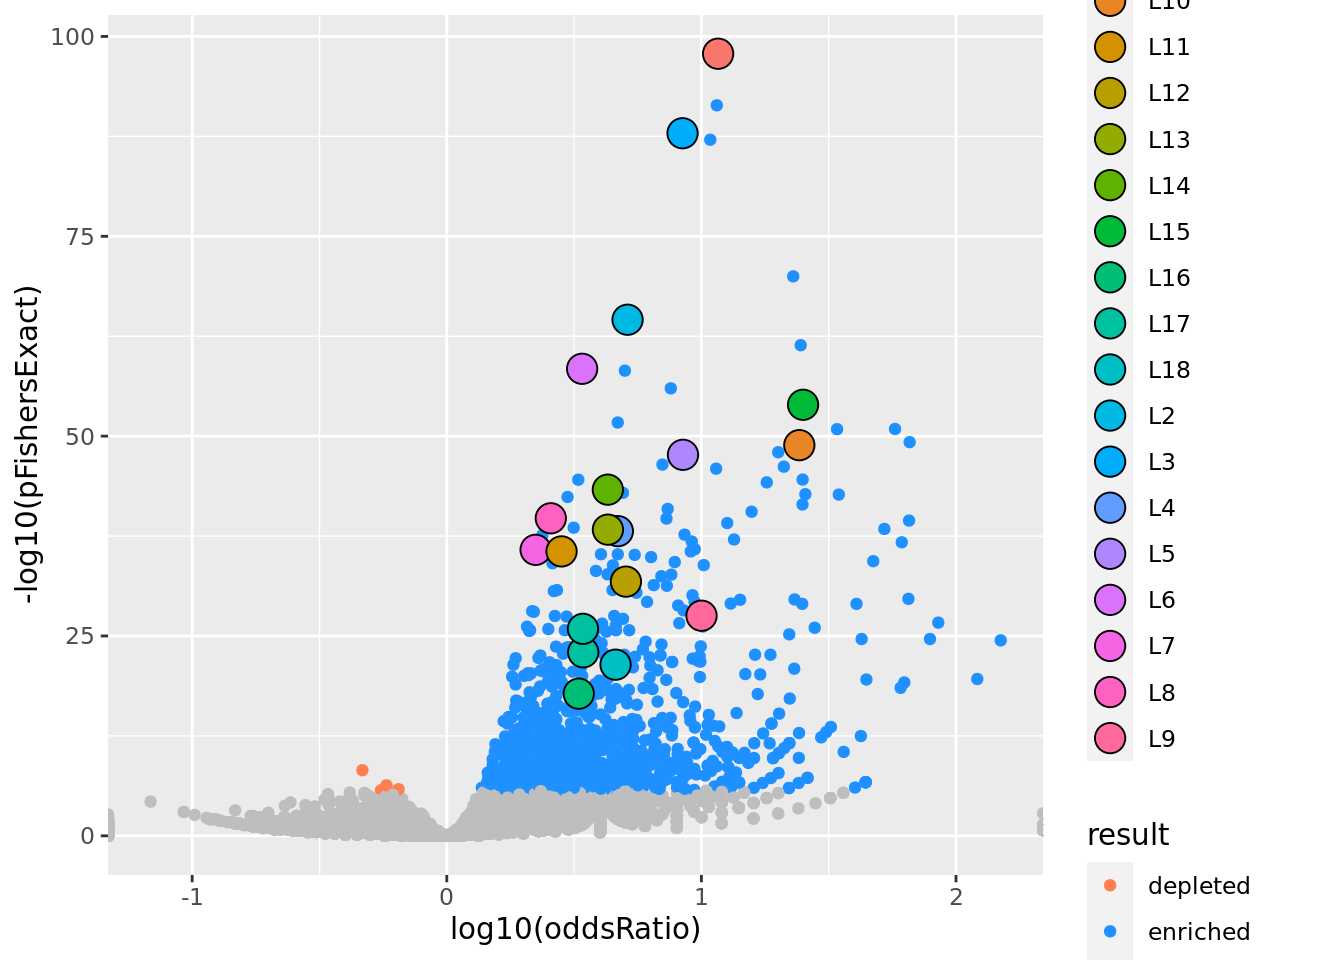 100
75
50
25
0
-log10(pFishersExact)
-1
0
1
2
log10(oddsRatio)
L10
L11
L12
L13
L14
L15
L16
L17
L18
L2
L3
L4
L5
L6
L7
L8
L9
result
depleted
enriched